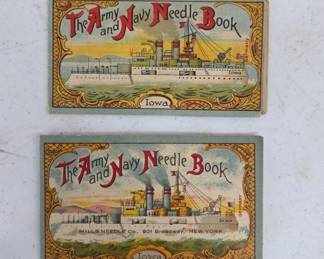 The Army
and Navy Needle Book
Iowa
The Army
and Navy Needle Book
Mills Needle Co., 901 Broadway, New York
Iowa